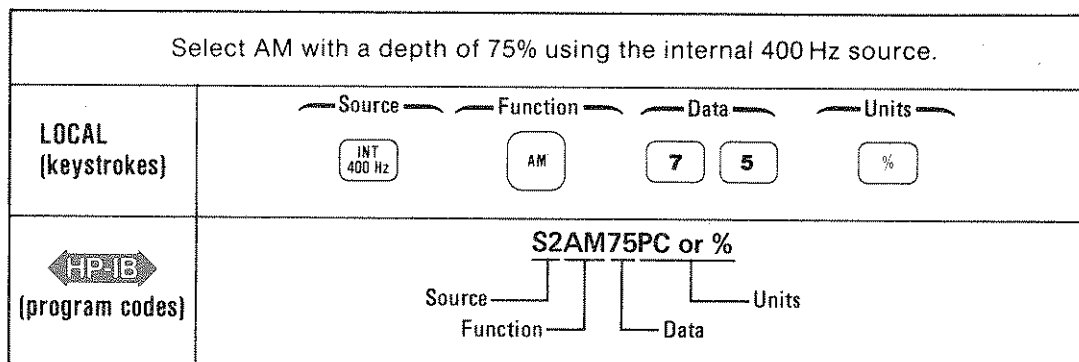 Select AM with a depth of 75% using the internal 400 Hz source.
LOCAL
(keystrokes)
Source Function Data Units
INT
400 Hz
AM
7
5
%
HP-IB
(program codes)
S2AM75PC or %
Source
Units
Function
Data